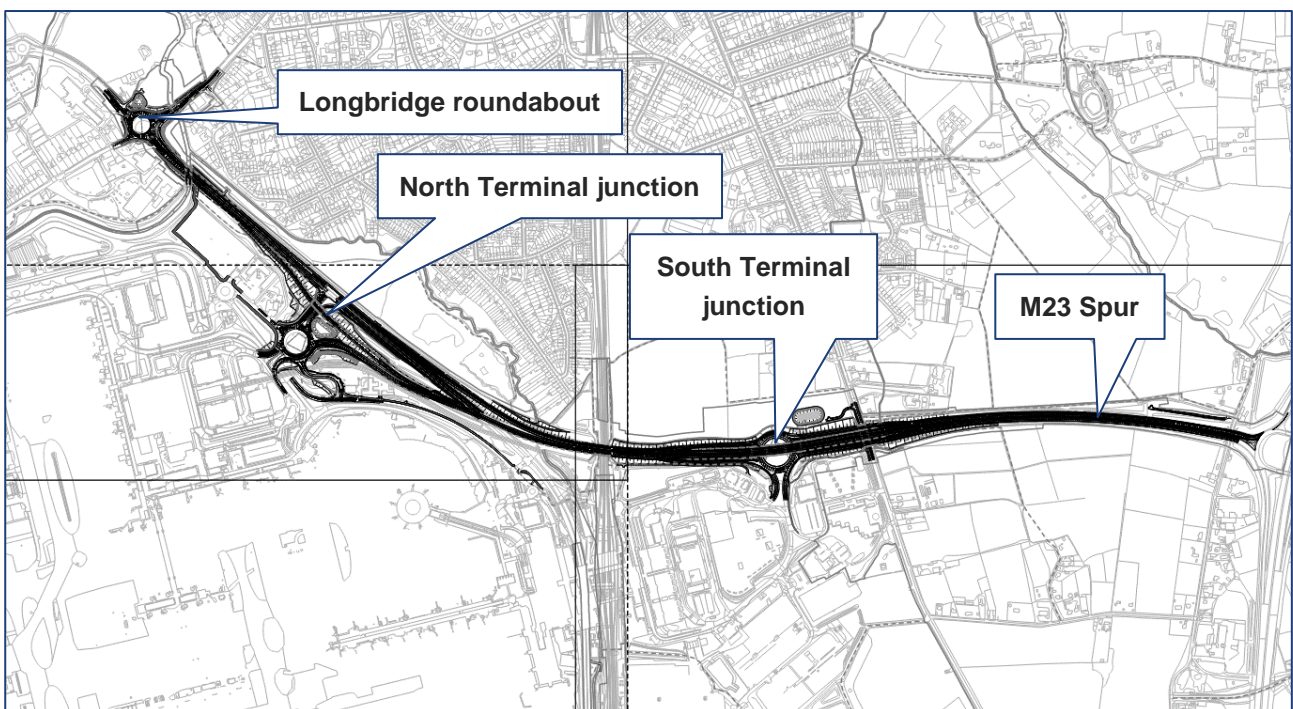 Longbridge roundabout
North Terminal junction
South Terminal
junction
M23 Spur